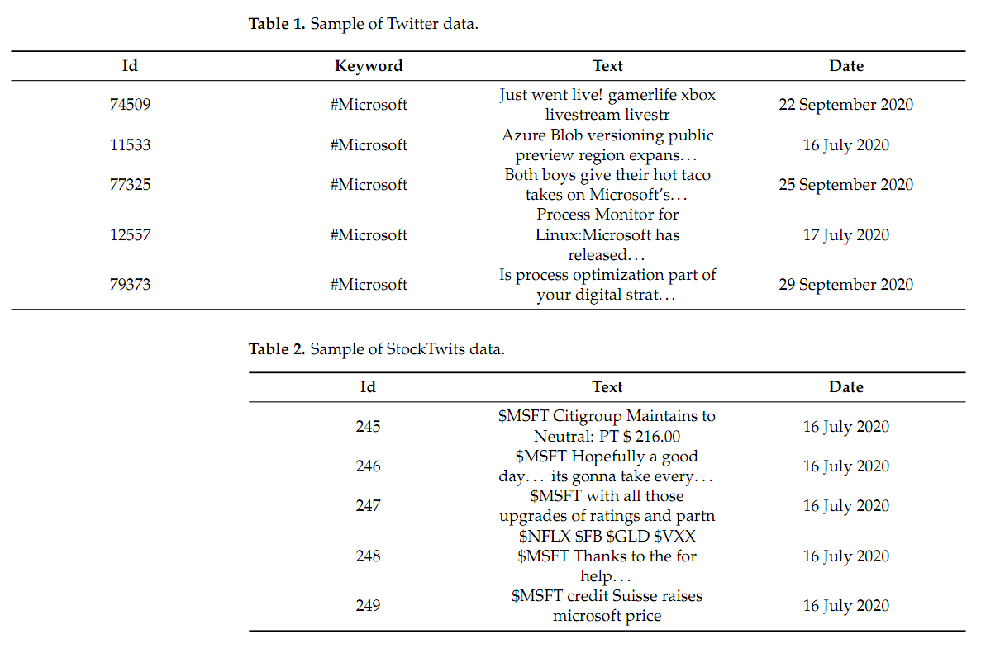 Table 1. Sample of Twitter data.
Id Keyword Text Date
74509 #Microsoft Just went live! gamerlife xbox livestream livestr 22 September 2020
11533 #Microsoft Azure Blob versioning public preview region expans... 16 July 2020
77325 #Microsoft Both boys give their hot taco takes on Microsoft's... 25 September 2020
12557 #Microsoft Process Monitor for Linux:Microsoft has released... 17 July 2020
79373 #Microsoft Is process optimization part of your digital strat... 29 September 2020
Table 2. Sample of StockTwits data.
Id Text Date
245 $MSFT Citigroup Maintains to Neutral: PT $ 216.00 16 July 2020
246 $MSFT Hopefully a good day... its gonna take every... 16 July 2020
247 $MSFT with all those upgrades of ratings and partn 16 July 2020
248 $NFLX $FB $GLD $VXX $MSFT Thanks to the for help... 16 July 2020
249 $MSFT credit Suisse raises microsoft price 16 July 2020